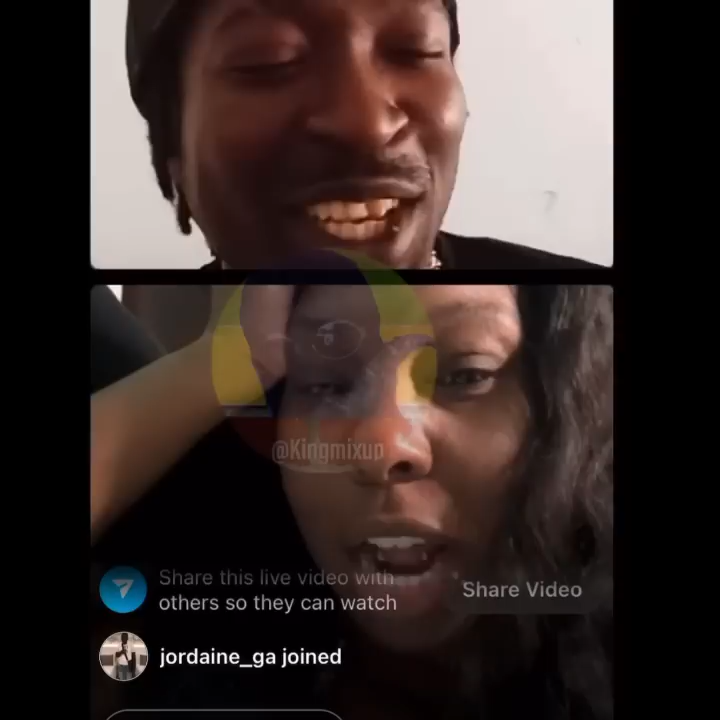 @Kingmixup
Share this live video with
others so they can watch
Share Video
jordaine_ga joined